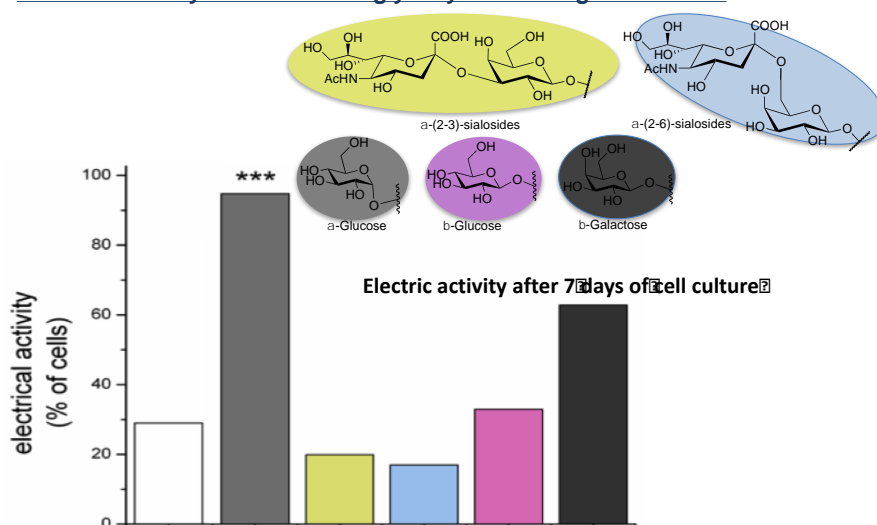 HO OH COOH OH OH
HO O O HO O
AcHN HO O OH
a-(2-3)-sialosides
HO OH COOH
HO O O
AcHN HO
OH
HO O O
OH
a-(2-6)-sialosides
OH
HO O
HO HO
O
a-Glucose
OH
HO O O
HO OH
b-Glucose
OH OH
O O
HO OH
b-Galactose
Electric activity after 7 days of cell culture
electrical activity
(% of cells)
100
80
60
40
20
0
***